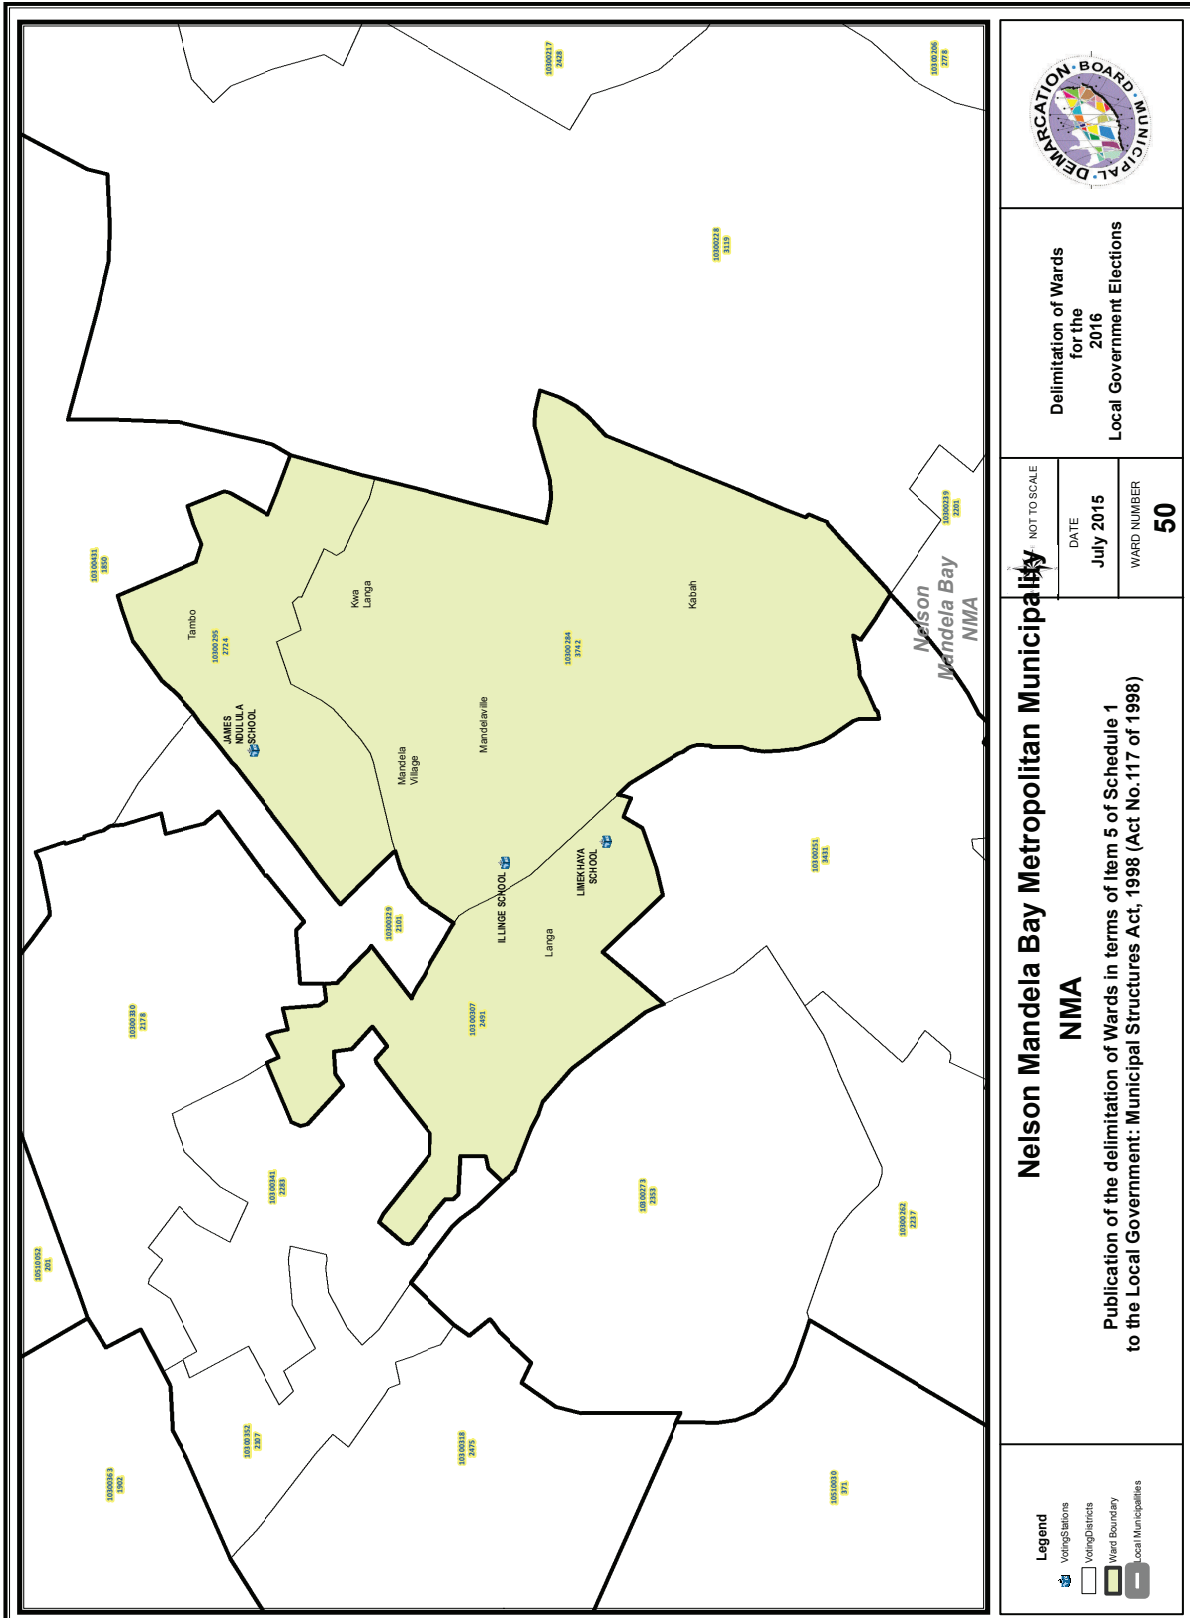 10300217
2428
10300206
2778
10300228
3119
10300431
1850
Tambo
10300295
2724
JAMES
NDULULA
SCHOOL
Kwa
Langa
10300284
3742
Kabah
Mandelaville
Mandela
Village
10300239
2201
Nelson
Mandela Bay
NMA
ILLINGE SCHOOL
LIMEKHAYA
SCHOOL
Langa
10300307
2491
10300329
2101
10300330
2178
10300251
3431
10300341
2283
10300273
2353
10300262
2237
10510052
201
10300352
2307
10300363
1902
10300318
2475
10510030
371
Legend
VotingStations
VotingDistricts
Ward Boundary
Local Municipalities
Nelson Mandela Bay Metropolitan Municipality
NMA
Publication of the delimitation of Wards in terms of Item 5 of Schedule 1
to the Local Government: Municipal Structures Act, 1998 (Act No.117 of 1998)
N
NOT TO SCALE
DATE
July 2015
WARD NUMBER
50
Delimitation of Wards
for the
2016
Local Government Elections
MUNICIPAL • DEMARCATION • BOARD •